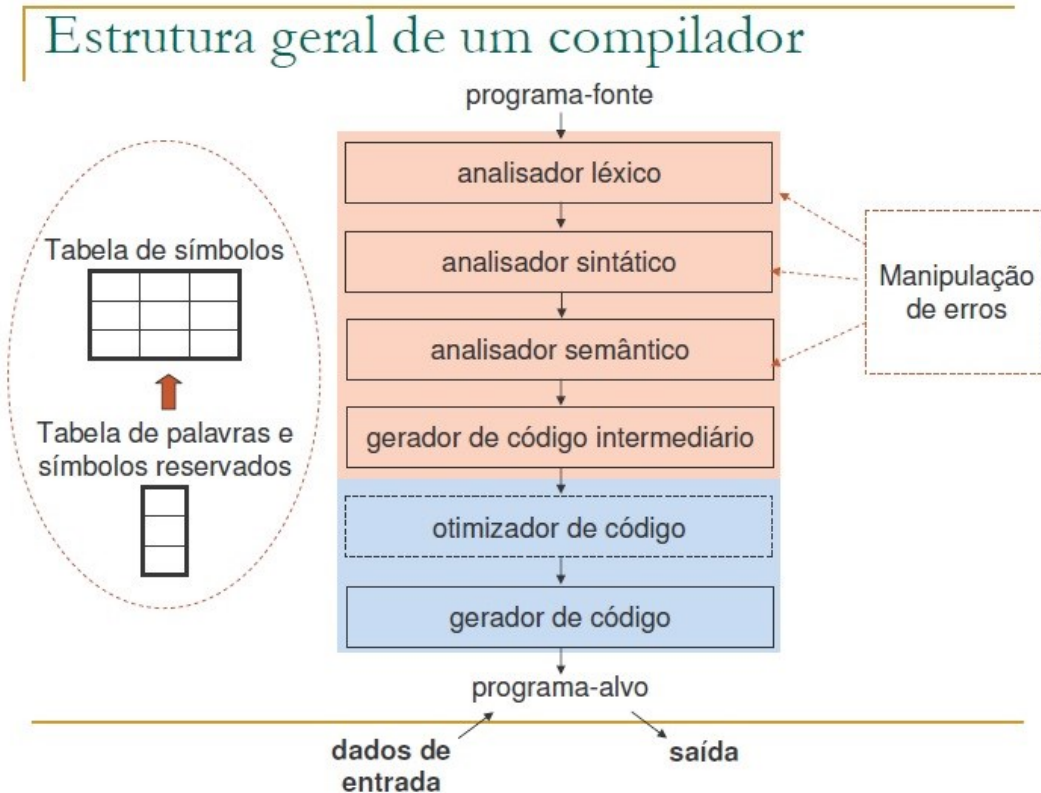 Estrutura geral de um compilador
programa-fonte
analisador léxico
analisador sintático
analisador semântico
gerador de código intermediário
otimizador de código
gerador de código
programa-alvo
dados de
entrada
saída
Tabela de símbolos
Tabela de palavras e
símbolos reservados
Manipulação
de erros